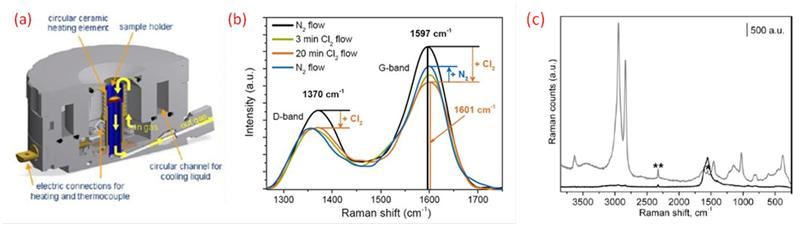 (a)
circular ceramic
heating element
sample holder
in gas
circular channel for
cooling liquid
electric connections for
heating and thermocouple
(b)
N2 flow
3 min Cl2 flow
20 min Cl2 flow
N2 flow
1597 cm-1
G-band
+ N2
+ Cl2
1370 cm-1
D-band
+ Cl2
1601 cm-1
Intensity (a.u.)
1300 1400 1500 1600 1700
Raman shift (cm-1)
(c)
500 a.u.
Raman counts (a.u.)
**
*
3500 3000 2500 2000 1500 1000 500
Raman shift, cm-1